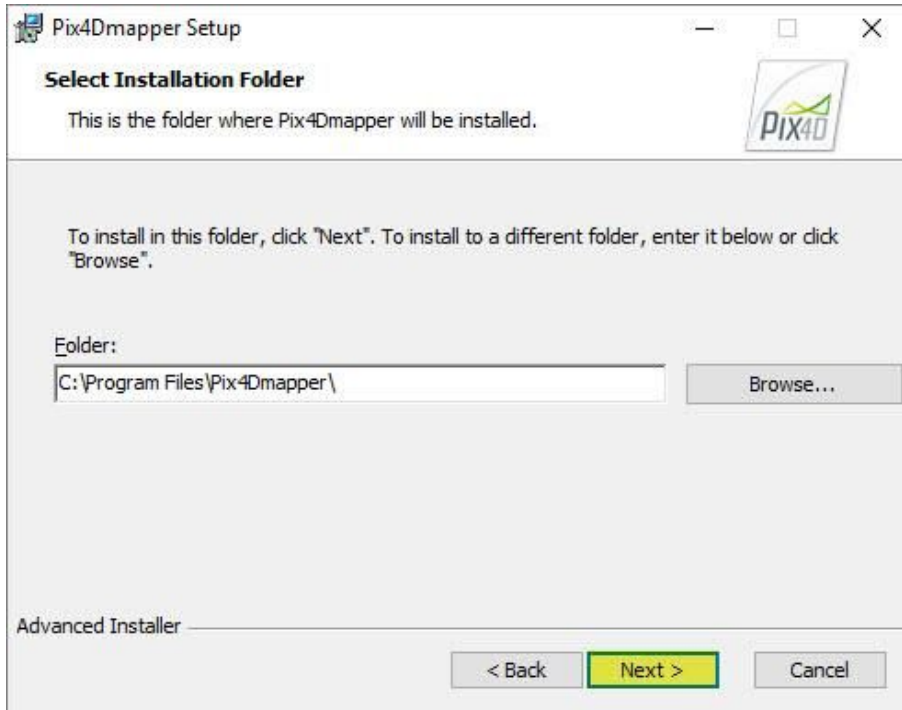 Pix4Dmapper Setup
Select Installation Folder
This is the folder where Pix4Dmapper will be installed.
PIX4D
To install in this folder, click "Next". To install to a different folder, enter it below or click
"Browse".
Folder:
C:\Program Files\Pix4Dmapper\
Browse...
Advanced Installer
< Back
Next >
Cancel